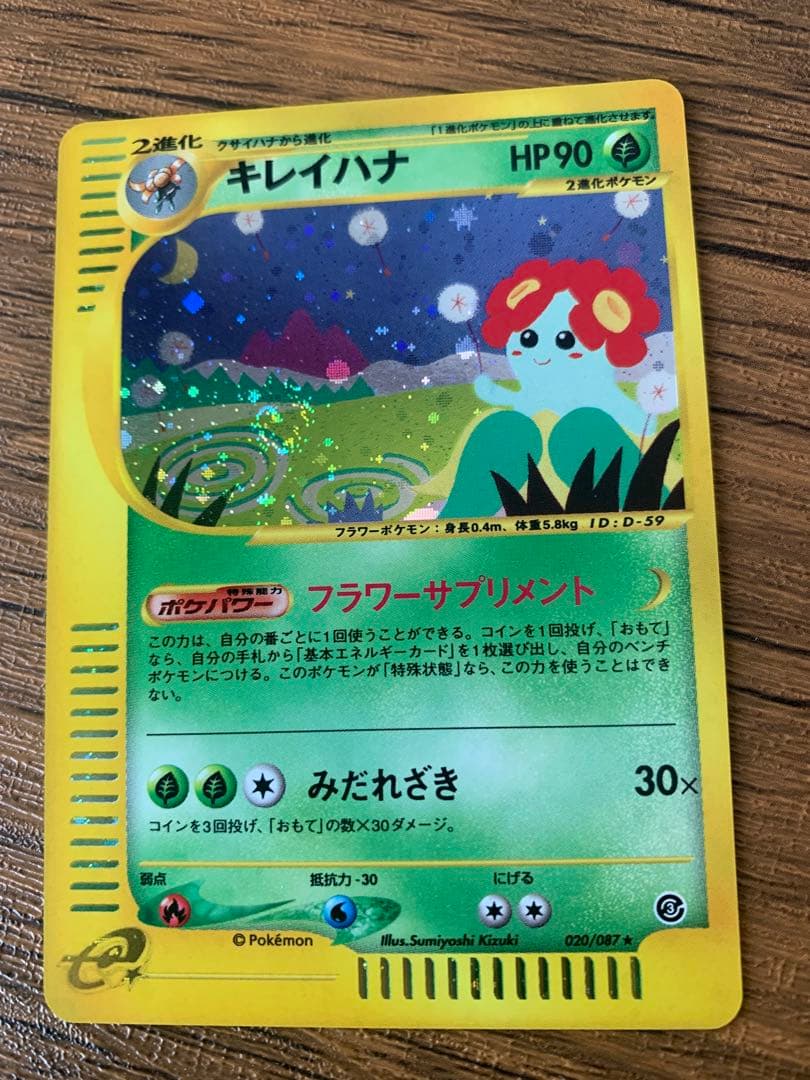 2進化 クサイハナから進化 「1進化ポケモン」の上に重ねて進化させます。
キレイハナ HP90
2進化ポケモン
フラワーポケモン：身長0.4m、体重5.8kg ID:D-59
特殊能力
ポケパワー フラワーサプリメント
この力は、自分の番ごとに1回使うことができる。コインを1回投げ、「おもて」
なら、自分の手札から「基本エネルギーカード」を1枚選び出し、自分のベンチ
ポケモンにつける。このポケモンが「特殊状態」なら、この力を使うことはでき
ない。
みだれざき 30×
コインを3回投げ、「おもて」の数×30ダメージ。
弱点 抵抗力-30 にげる
3
e
© Pokémon Illus.Sumiyoshi Kizuki 020/087★